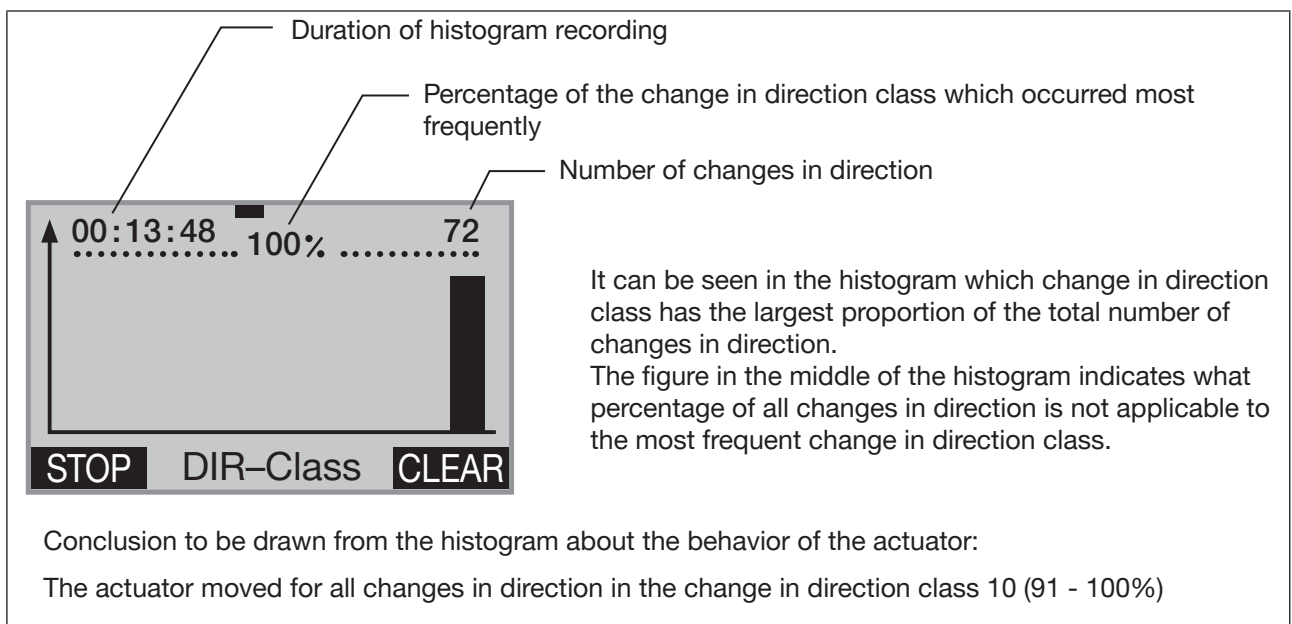 Duration of histogram recording
Percentage of the change in direction class which occurred most
frequently
Number of changes in direction
00:13:48 100% 72
It can be seen in the histogram which change in direction
class has the largest proportion of the total number of
changes in direction.
The figure in the middle of the histogram indicates what
percentage of all changes in direction is not applicable to
the most frequent change in direction class.
STOP DIR–Class CLEAR
Conclusion to be drawn from the histogram about the behavior of the actuator:
The actuator moved for all changes in direction in the change in direction class 10 (91 - 100%)